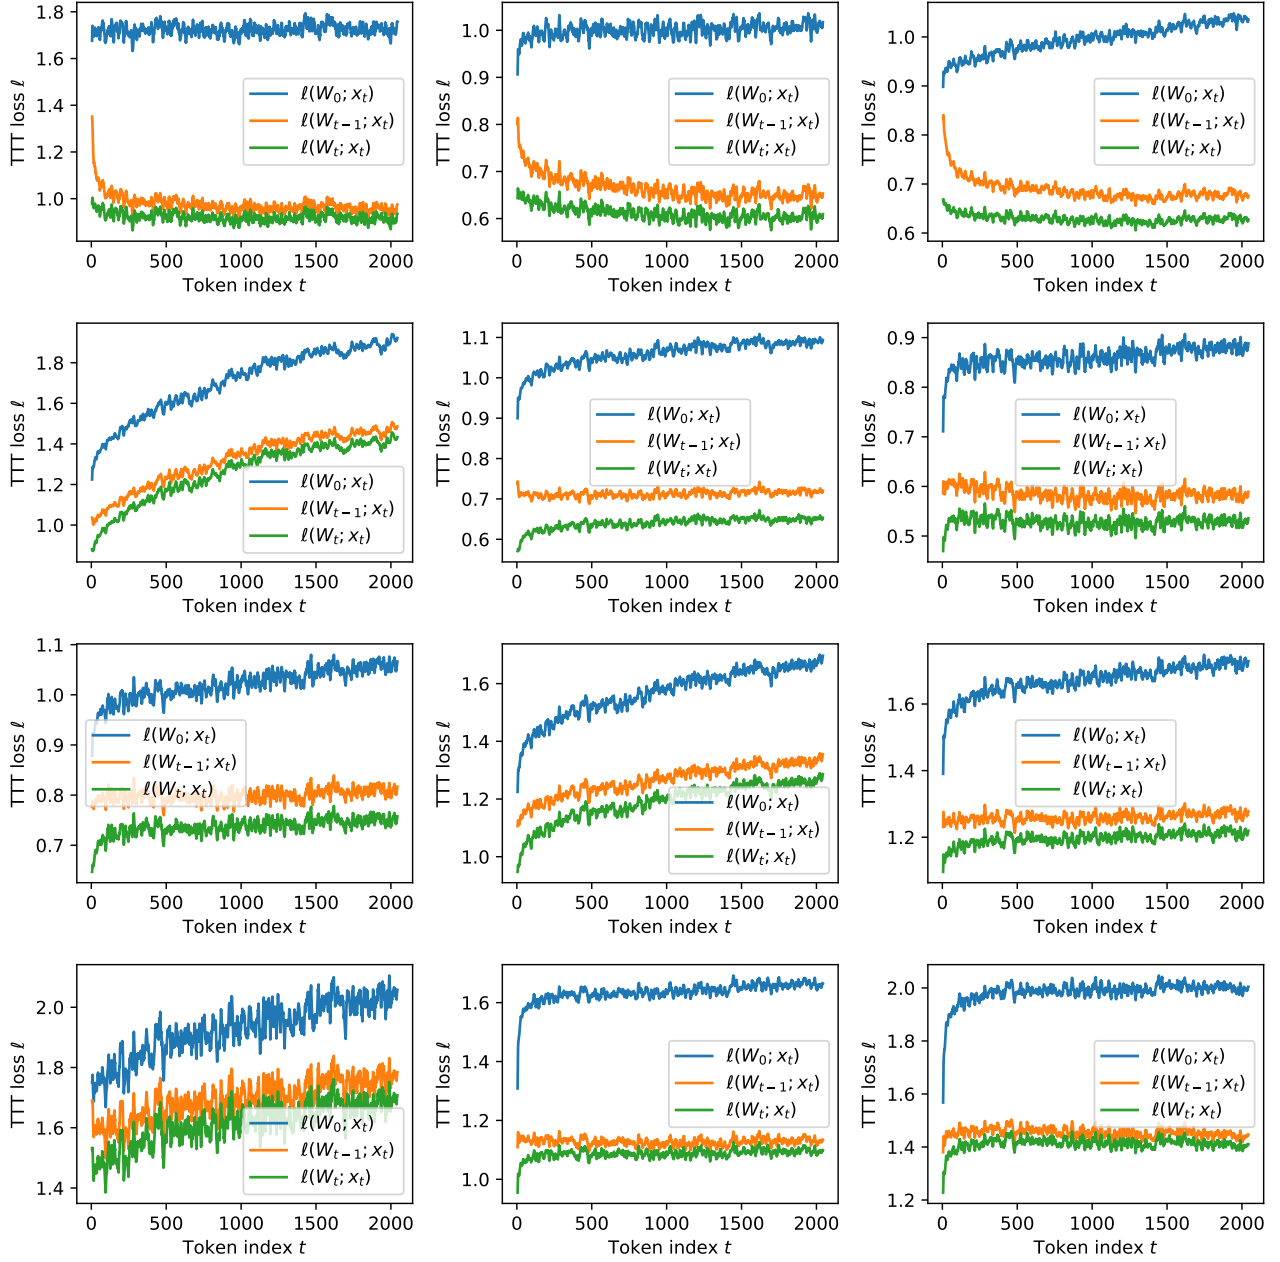 TTT loss ℓ
1.8
1.6
1.4
1.2
1.0
ℓ(W₀; xₜ)
ℓ(Wₜ₋₁; xₜ)
ℓ(Wₜ; xₜ)
0 500 1000 1500 2000
Token index t
TTT loss ℓ
1.0
0.9
0.8
0.7
0.6
ℓ(W₀; xₜ)
ℓ(Wₜ₋₁; xₜ)
ℓ(Wₜ; xₜ)
0 500 1000 1500 2000
Token index t
TTT loss ℓ
1.0
0.9
0.8
0.7
0.6
ℓ(W₀; xₜ)
ℓ(Wₜ₋₁; xₜ)
ℓ(Wₜ; xₜ)
0 500 1000 1500 2000
Token index t
TTT loss ℓ
1.8
1.6
1.4
1.2
1.0
ℓ(W₀; xₜ)
ℓ(Wₜ₋₁; xₜ)
ℓ(Wₜ; xₜ)
0 500 1000 1500 2000
Token index t
TTT loss ℓ
1.1
1.0
0.9
0.8
0.7
0.6
ℓ(W₀; xₜ)
ℓ(Wₜ₋₁; xₜ)
ℓ(Wₜ; xₜ)
0 500 1000 1500 2000
Token index t
TTT loss ℓ
0.9
0.8
0.7
0.6
0.5
ℓ(W₀; xₜ)
ℓ(Wₜ₋₁; xₜ)
ℓ(Wₜ; xₜ)
0 500 1000 1500 2000
Token index t
TTT loss ℓ
1.1
1.0
0.9
0.8
0.7
ℓ(W₀; xₜ)
ℓ(Wₜ₋₁; xₜ)
ℓ(Wₜ; xₜ)
0 500 1000 1500 2000
Token index t
TTT loss ℓ
1.6
1.4
1.2
1.0
ℓ(W₀; xₜ)
ℓ(Wₜ₋₁; xₜ)
ℓ(Wₜ; xₜ)
0 500 1000 1500 2000
Token index t
TTT loss ℓ
1.6
1.4
1.2
ℓ(W₀; xₜ)
ℓ(Wₜ₋₁; xₜ)
ℓ(Wₜ; xₜ)
0 500 1000 1500 2000
Token index t
TTT loss ℓ
2.0
1.8
1.6
1.4
ℓ(W₀; xₜ)
ℓ(Wₜ₋₁; xₜ)
ℓ(Wₜ; xₜ)
0 500 1000 1500 2000
Token index t
TTT loss ℓ
1.6
1.4
1.2
1.0
ℓ(W₀; xₜ)
ℓ(Wₜ₋₁; xₜ)
ℓ(Wₜ; xₜ)
0 500 1000 1500 2000
Token index t
TTT loss ℓ
2.0
1.8
1.6
1.4
1.2
ℓ(W₀; xₜ)
ℓ(Wₜ₋₁; xₜ)
ℓ(Wₜ; xₜ)
0 500 1000 1500 2000
Token index t